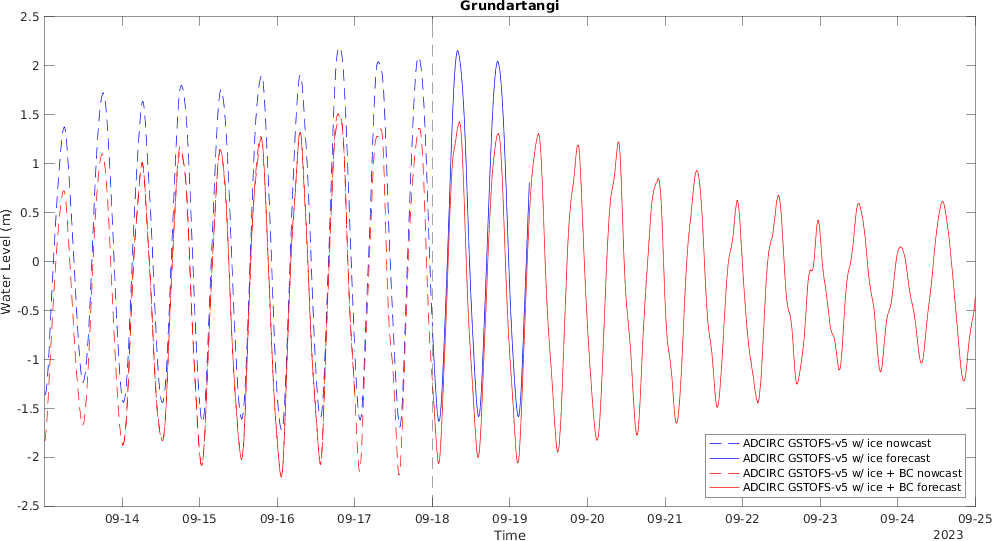 Grundartangi
2.5
2
1.5
1
0.5
0
-0.5
-1
-1.5
-2
-2.5
Water Level (m)
ADCIRC GSTOFS-v5 w/ ice nowcast
ADCIRC GSTOFS-v5 w/ ice forecast
ADCIRC GSTOFS-v5 w/ ice + BC nowcast
ADCIRC GSTOFS-v5 w/ ice + BC forecast
09-14 09-15 09-16 09-17 09-18 09-19 09-20 09-21 09-22 09-23 09-24 09-25
Time
2023